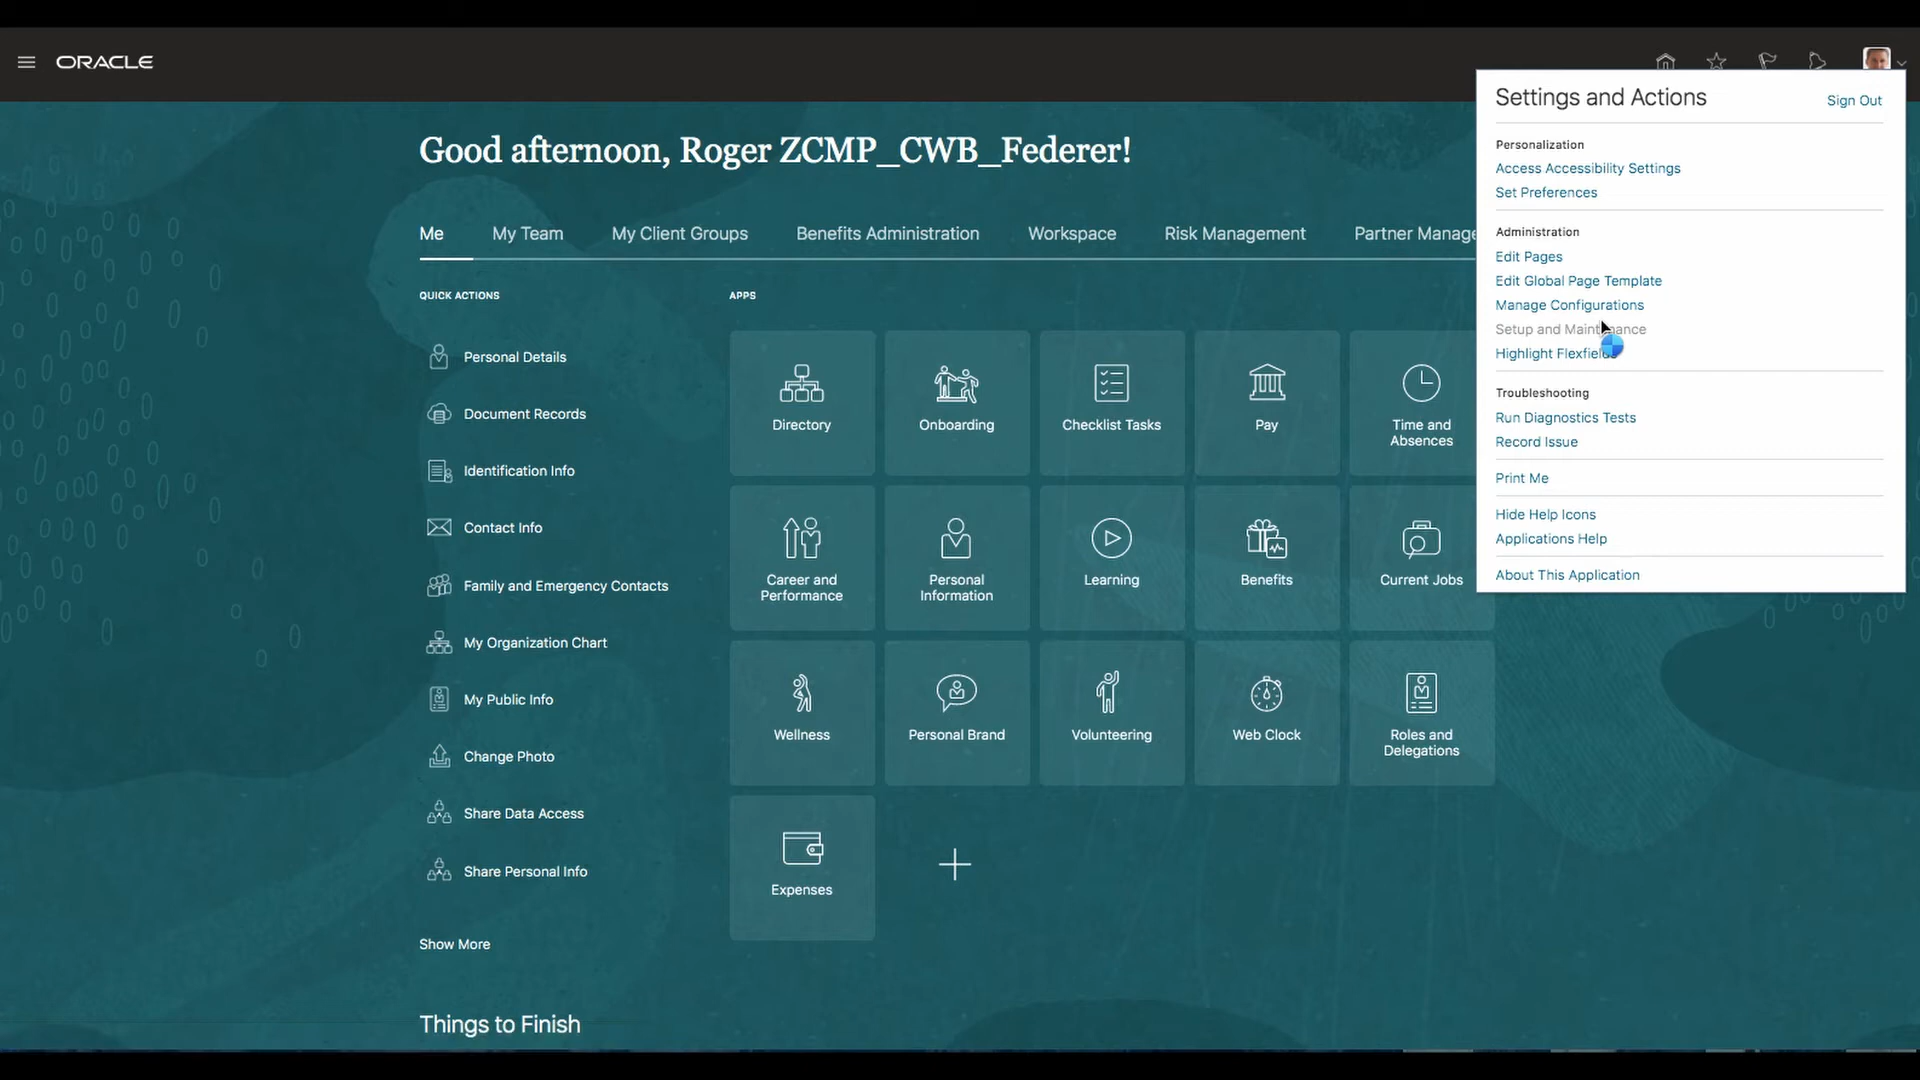 ORACLE
Good afternoon, Roger ZCMP_CWB_Federer!
Me
My Team
My Client Groups
Benefits Administration
Workspace
Risk Management
Partner Manage
QUICK ACTIONS
Personal Details
Document Records
Identification Info
Contact Info
Family and Emergency Contacts
My Organization Chart
My Public Info
Change Photo
Share Data Access
Share Personal Info
Show More
APPS
Directory
Onboarding
Checklist Tasks
Pay
Time and
Absences
Career and
Performance
Personal
Information
Learning
Benefits
Current Jobs
Wellness
Personal Brand
Volunteering
Web Clock
Roles and
Delegations
Expenses
Things to Finish
Settings and Actions
Sign Out
Personalization
Access Accessibility Settings
Set Preferences
Administration
Edit Pages
Edit Global Page Template
Manage Configurations
Setup and Maintenance
Highlight Flexfields
Troubleshooting
Run Diagnostics Tests
Record Issue
Print Me
Hide Help Icons
Applications Help
About This Application